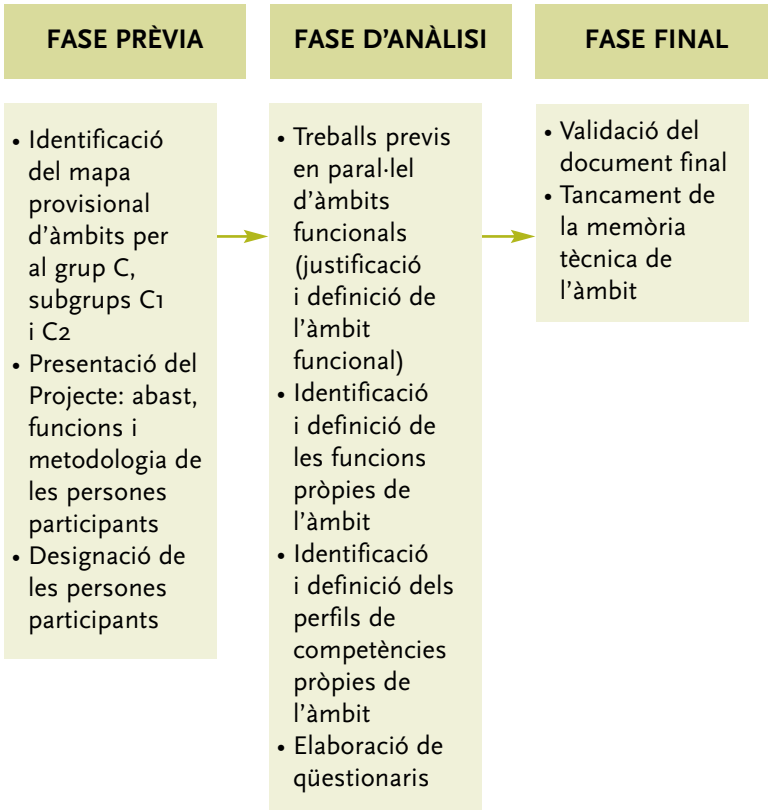 FASE PRÈVIA
• Identificació
del mapa
provisional
d'àmbits per
al grup C,
subgrups C1
i C2
• Presentació del
Projecte: abast,
funcions i
metodologia de
les persones
participants
• Designació de
les persones
participants
FASE D'ANÀLISI
• Treballs previs
en paral·lel
d'àmbits
funcionals
(justificació
i definició de
l'àmbit
funcional)
• Identificació
i definició de
les funcions
pròpies de
l'àmbit
• Identificació
i definició dels
perfils de
competències
pròpies de
l'àmbit
• Elaboració de
qüestionaris
FASE FINAL
• Validació del
document final
• Tancament de
la memòria
tècnica de
l'àmbit